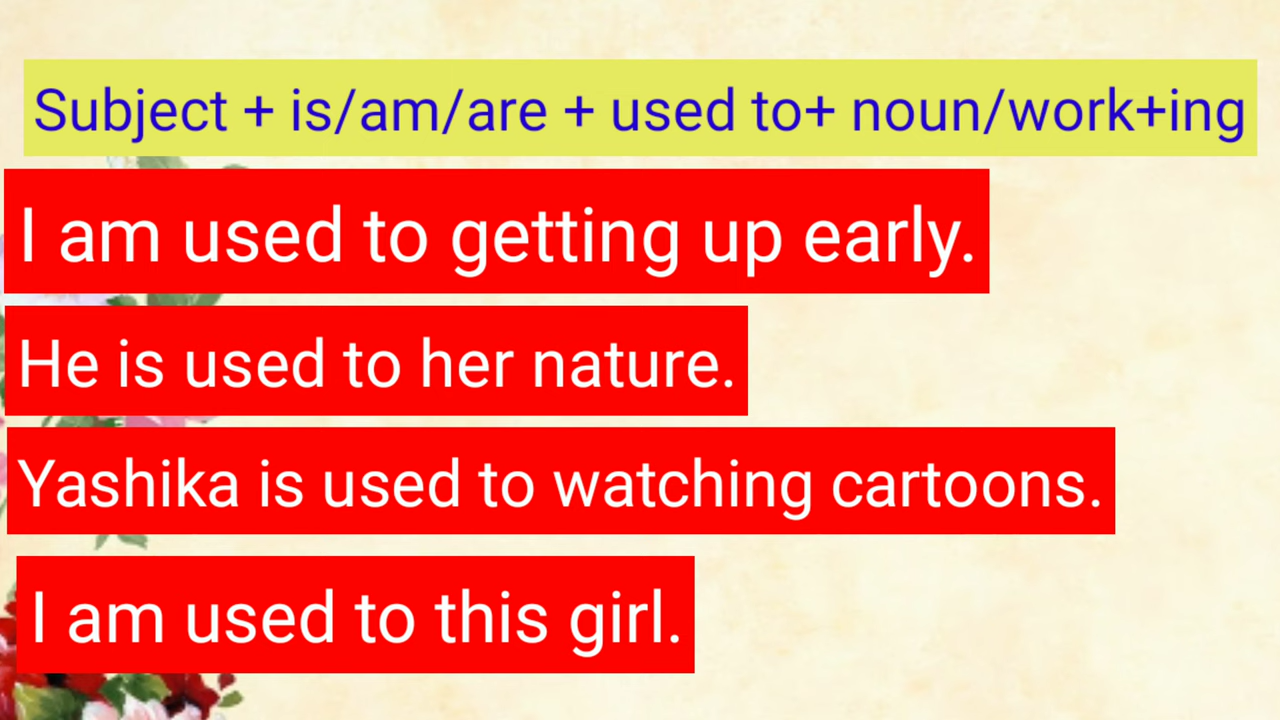 Subject + is/am/are + used to+ noun/work+ing
I am used to getting up early.
He is used to her nature.
Yashika is used to watching cartoons.
I am used to this girl.